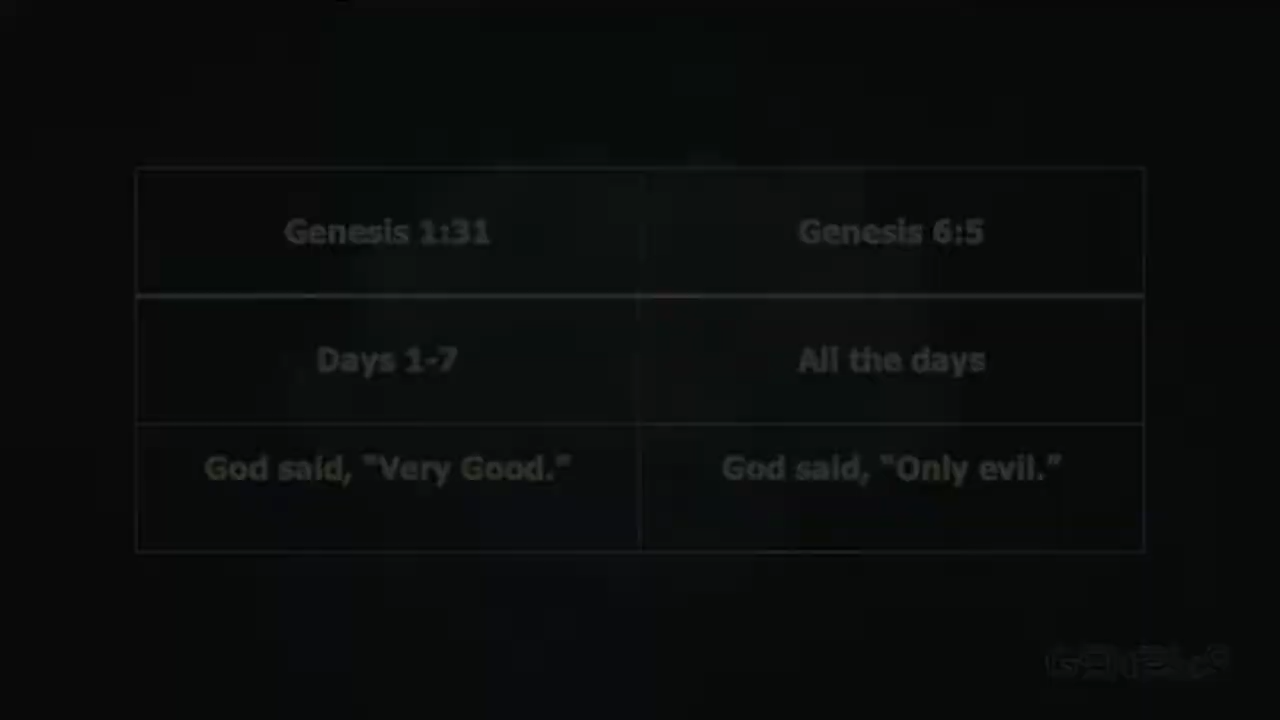 Genesis 1:31 Genesis 6:5
Days 1-7 All the days
God said, "Very Good." God said, "Only evil.”
GENESIS